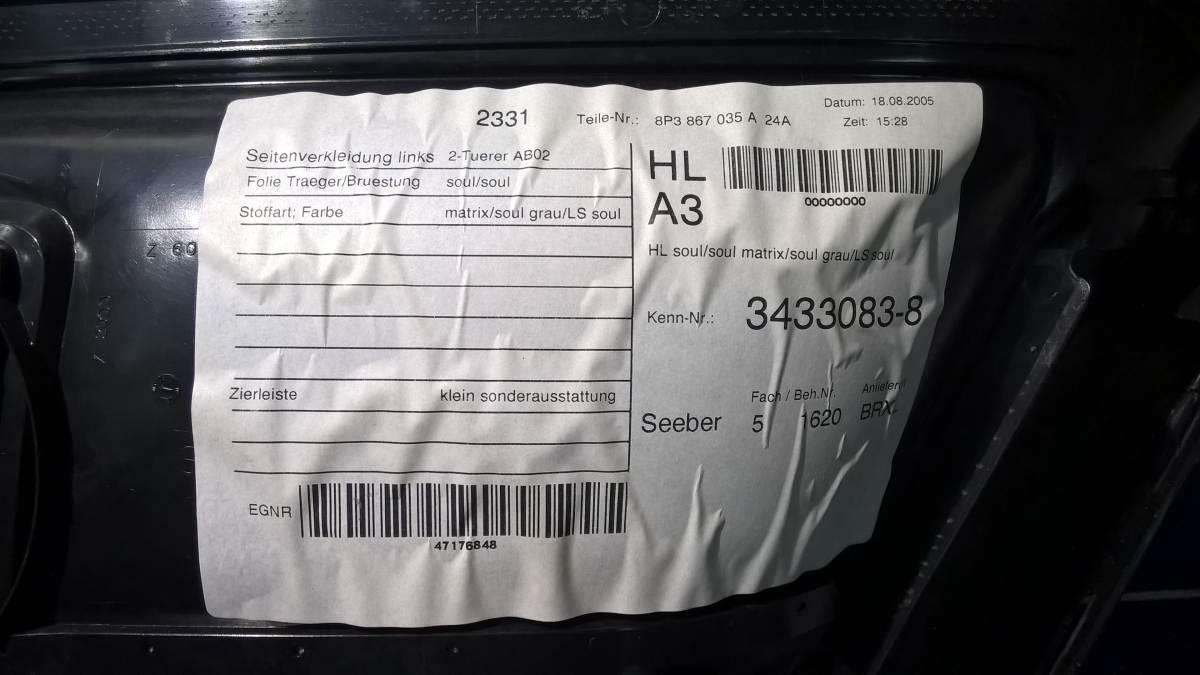 2331 Teile-Nr.: 8P3 867 035 A 24A
Datum: 18.08.2005
Zeit: 15:28
Seitenverkleidung links 2-Tuerer AB02
Folie Traeger/Bruestung soul/soul
Stoffart; Farbe matrix/soul grau/LS soul
Zierleiste klein sonderausstattung
EGNR
47176848
HL
A3
00000000
HL soul/soul matrix/soul grau/LS soul
Kenn-Nr.: 3433083-8
Fach / Beh.Nr.
Seeber 5 1620
Z 60